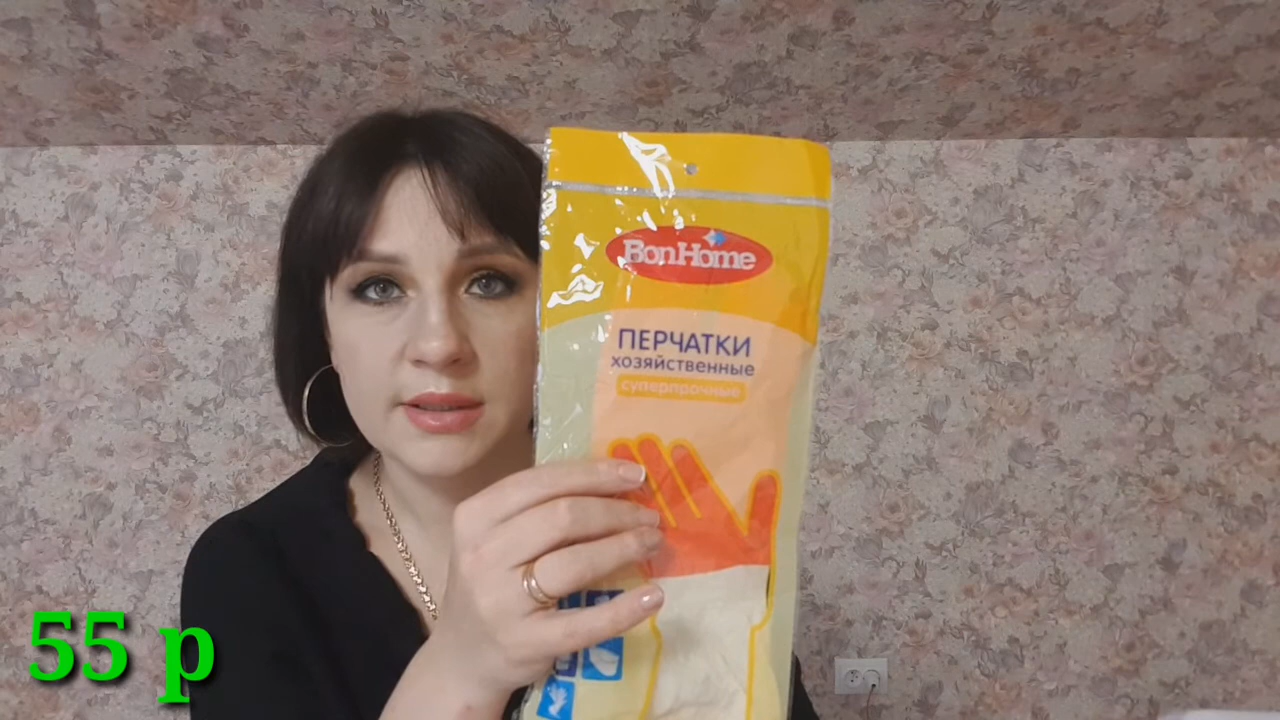 BonHome
ПЕРЧАТКИ
хозяйственные
суперпрочные
55 р